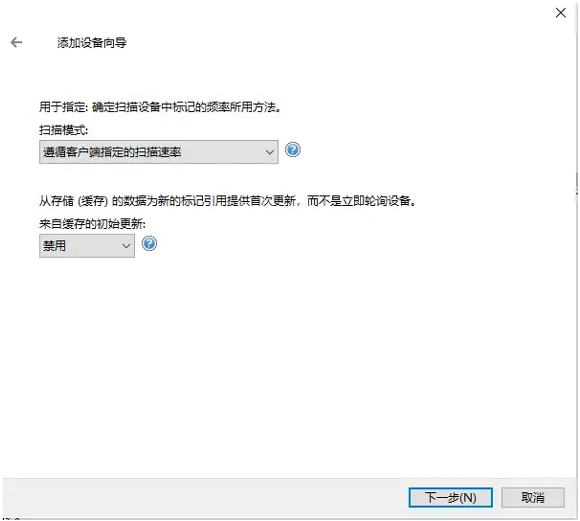 添加设备向导
用于指定: 确定扫描设备中标记的频率所用方法。
扫描模式:
遵循客户端指定的扫描速率
从存储 (缓存) 的数据为新的标记引用提供首次更新，而不是立即轮询设备。
来自缓存的初始更新:
禁用
下一步(N)
取消